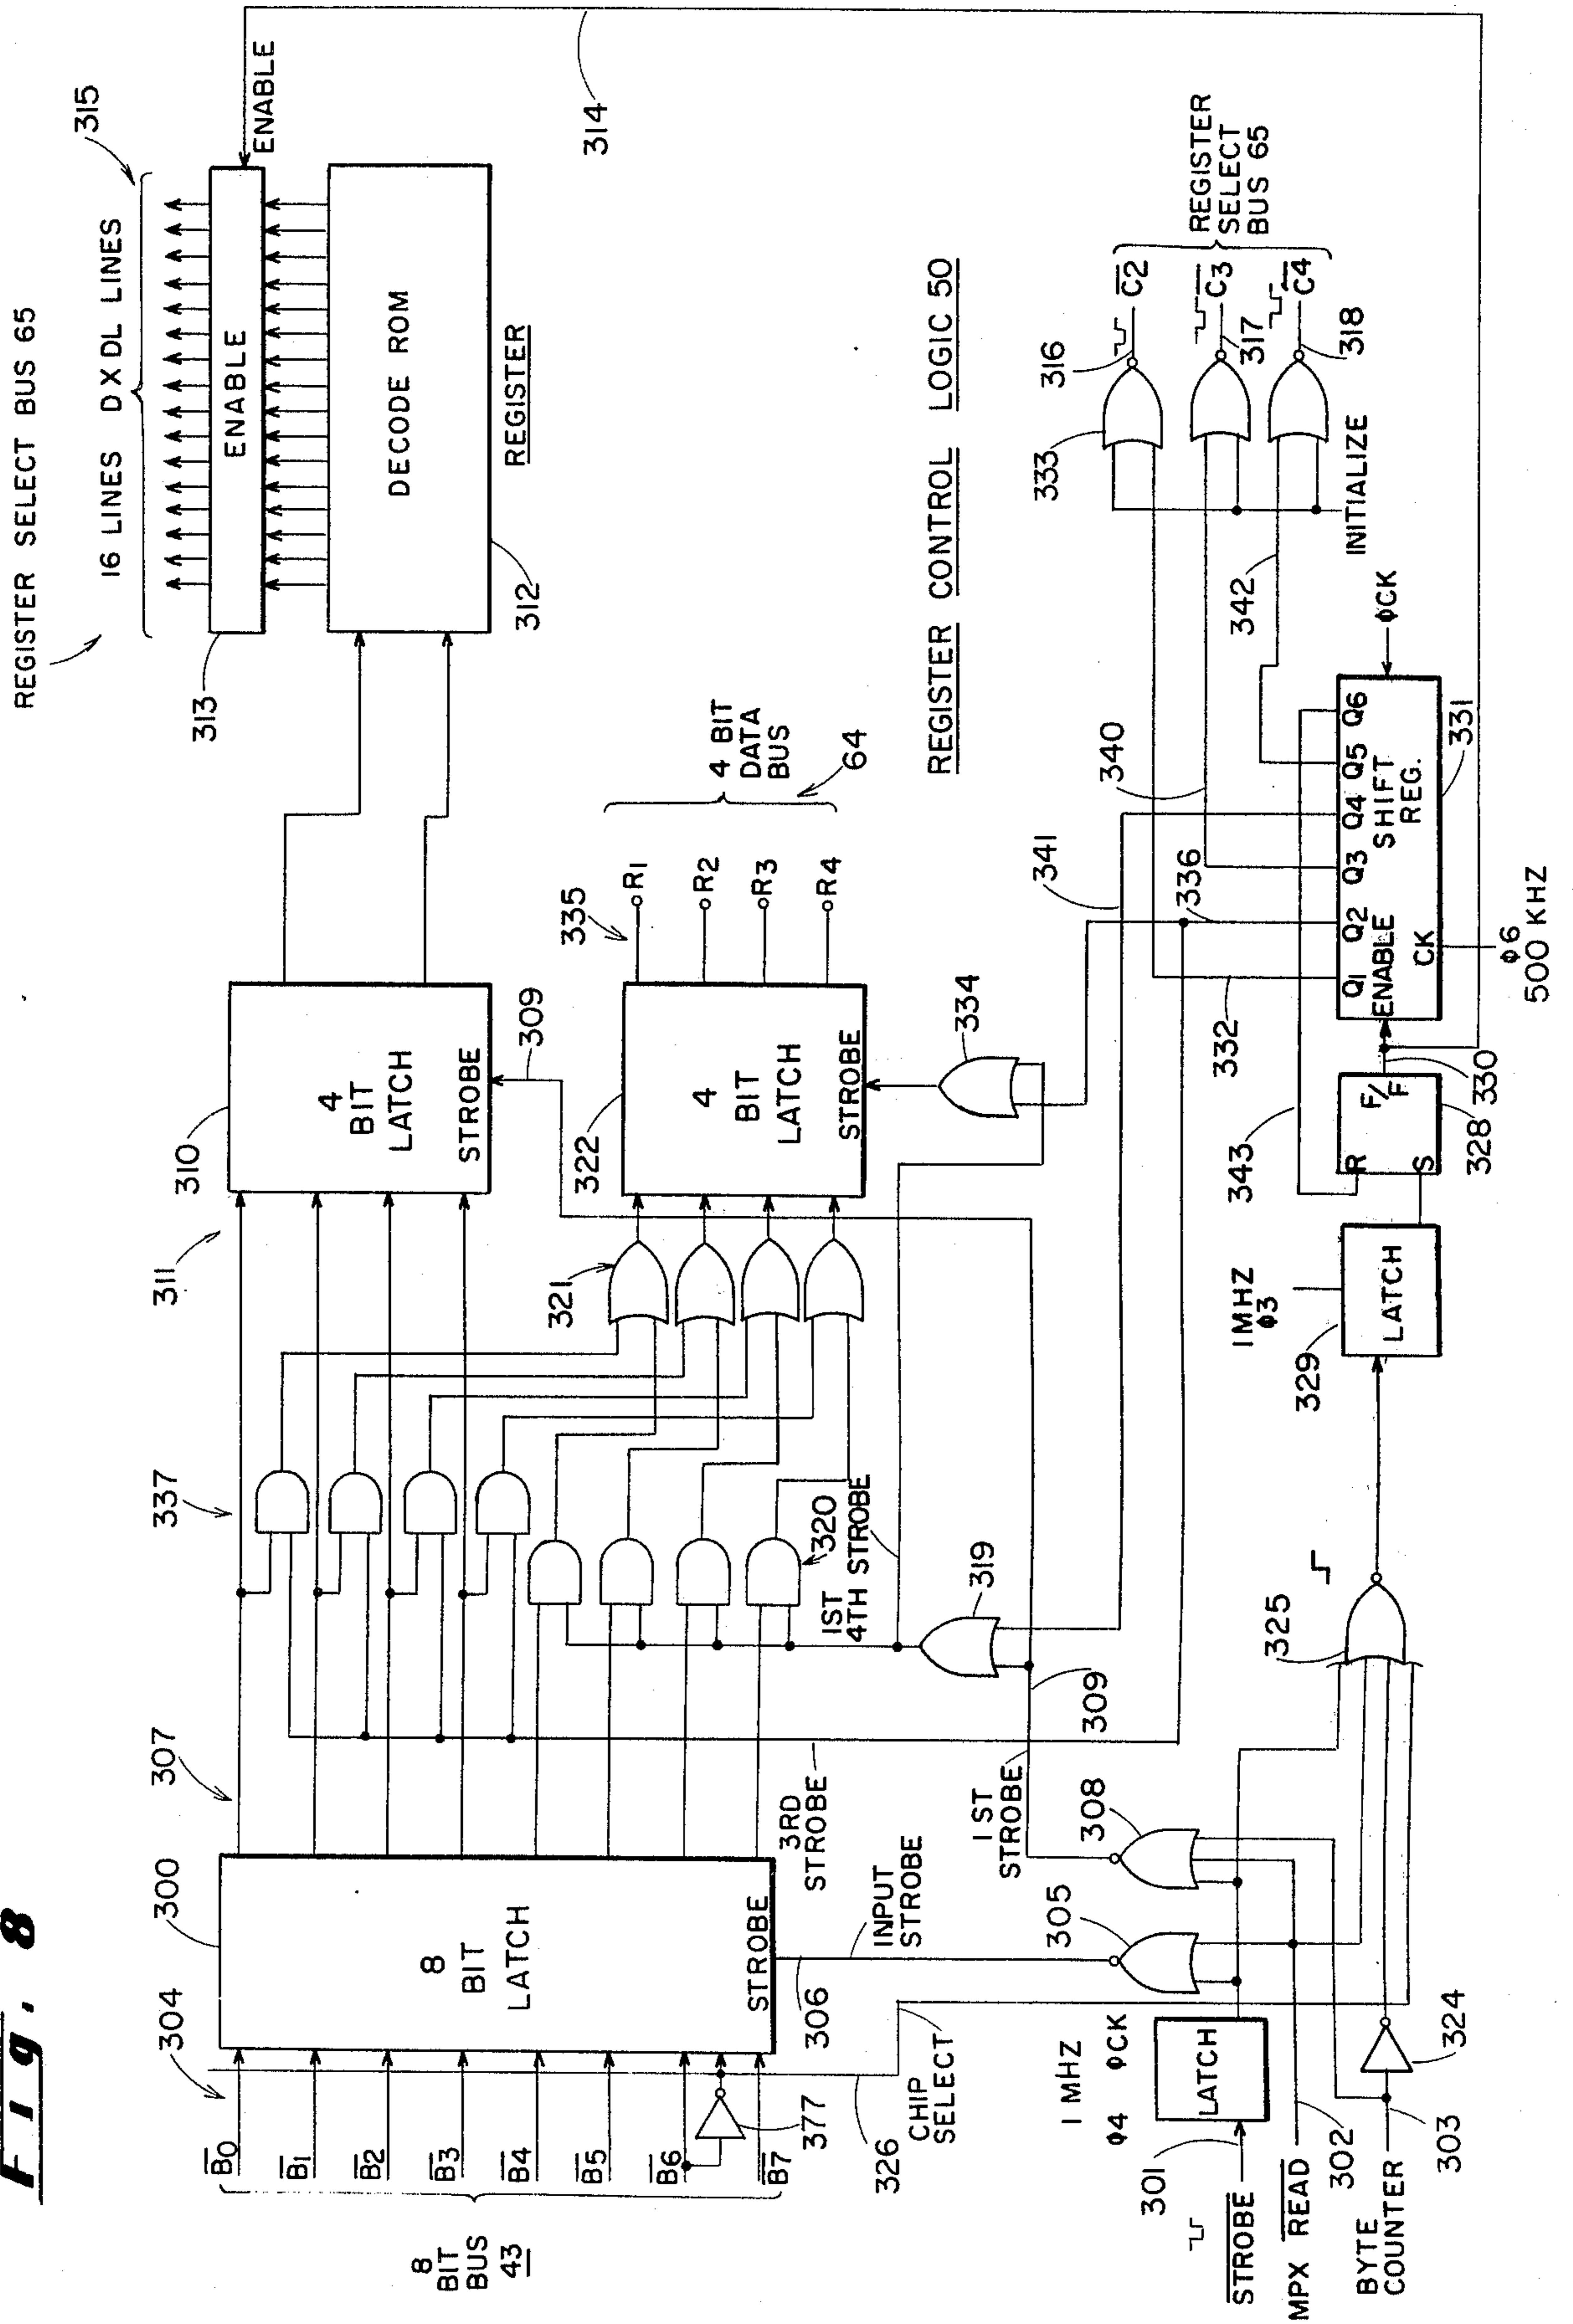 Fig. 8
REGISTER SELECT BUS 65
16 LINES DXDL LINES
315
313
ENABLE
ENABLE
314
DECODE ROM
312
REGISTER
8
BIT
BUS
43
304
B0
B1
B2
B3
B4
B5
B6
B7
377
326
CHIP
SELECT
300
8
BIT
LATCH
STROBE
306
INPUT
STROBE
307
3RD
STROBE
337
311
310
4
BIT
LATCH
STROBE
309
320
1ST
4TH STROBE
321
322
4
BIT
LATCH
STROBE
335
R1
R2
R3
R4
4 BIT
DATA
BUS
64
334
319
309
1 ST
STROBE
308
305
341
340
336
332
REGISTER CONTROL LOGIC 50
333
316
C2
C3
317
C4
318
REGISTER
SELECT
BUS 65
INITIALIZE
342
1 MHZ
Φ4 ΦCK
301
LATCH
STROBE
MPX READ
302
BYTE
COUNTER
303
324
325
1MHZ
Φ3
329
LATCH
343
R
S
F/F
328
330
Q1 Q2 Q3 Q4 Q5 Q6
ENABLE
SHIFT
REG.
CK
331
ΦCK
Φ6
500 KHZ